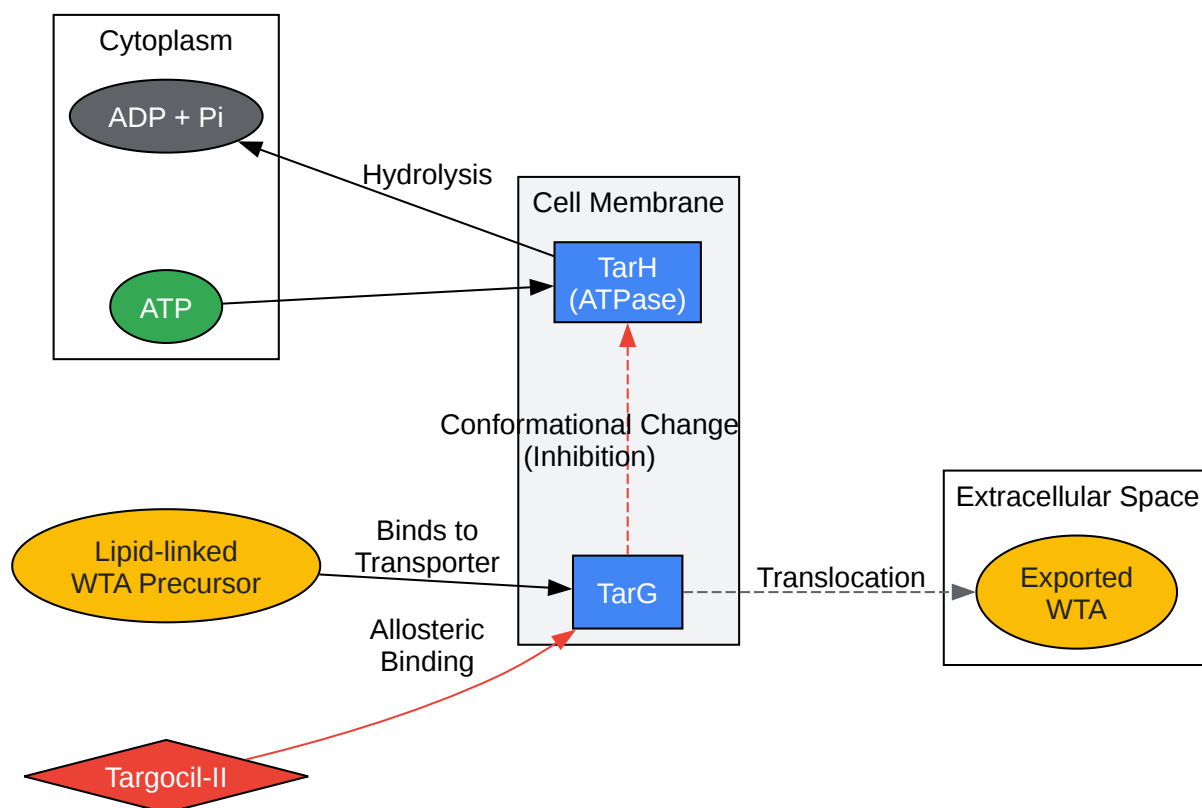 Cytoplasm
ADP + Pi
Hydrolysis
Cell Membrane
TarH
(ATPase)
ATP
Conformational Change
(Inhibition)
Extracellular Space
Lipid-linked
WTA Precursor
Binds to
Transporter
TarG
Translocation
Exported
WTA
Allosteric
Binding
Targocil-II